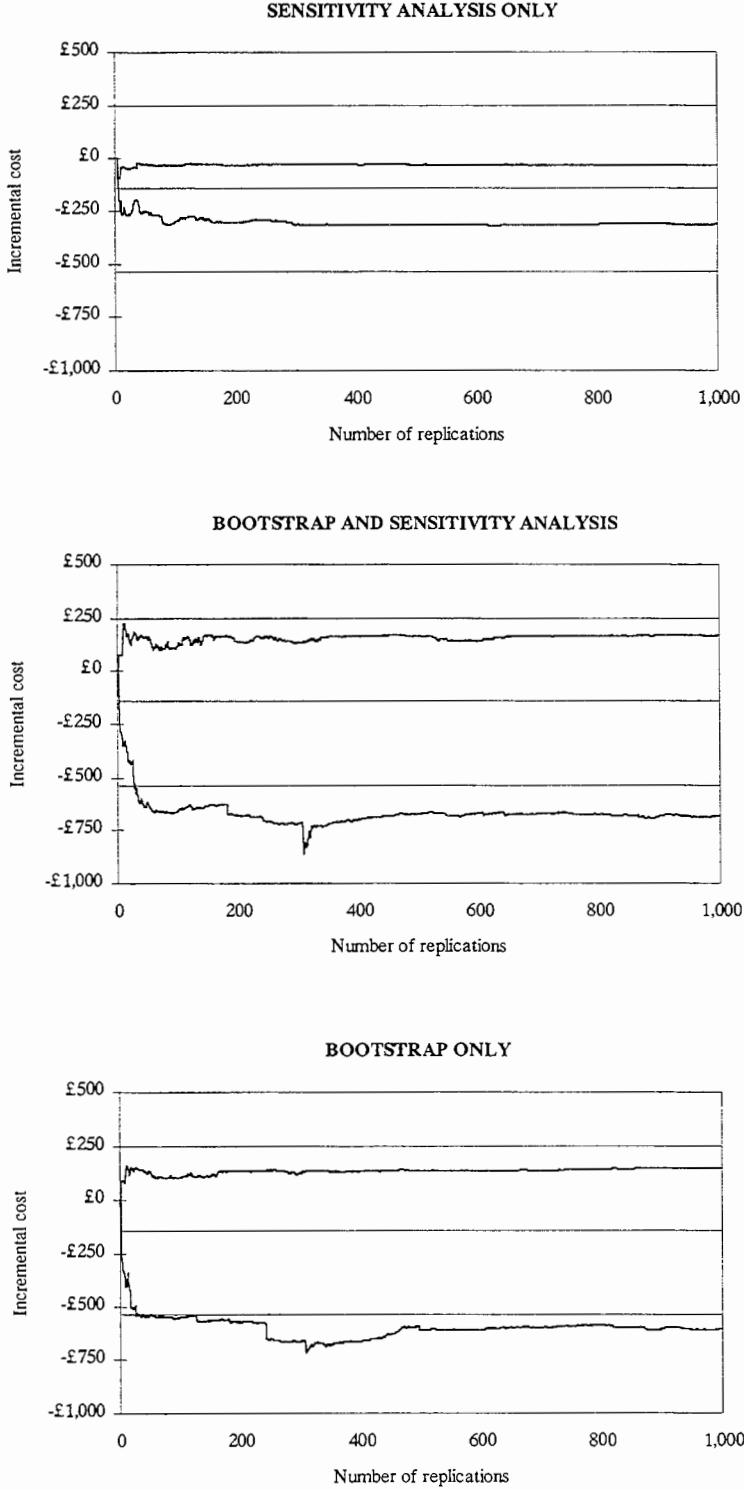 SENSITIVITY ANALYSIS ONLY
£500
£250
£0
-£250
-£500
-£750
-£1,000
Incremental cost
0 200 400 600 800 1,000
Number of replications
BOOTSTRAP AND SENSITIVITY ANALYSIS
£500
£250
£0
-£250
-£500
-£750
-£1,000
Incremental cost
0 200 400 600 800 1,000
Number of replications
BOOTSTRAP ONLY
£500
£250
£0
-£250
-£500
-£750
-£1,000
Incremental cost
0 200 400 600 800 1,000
Number of replications